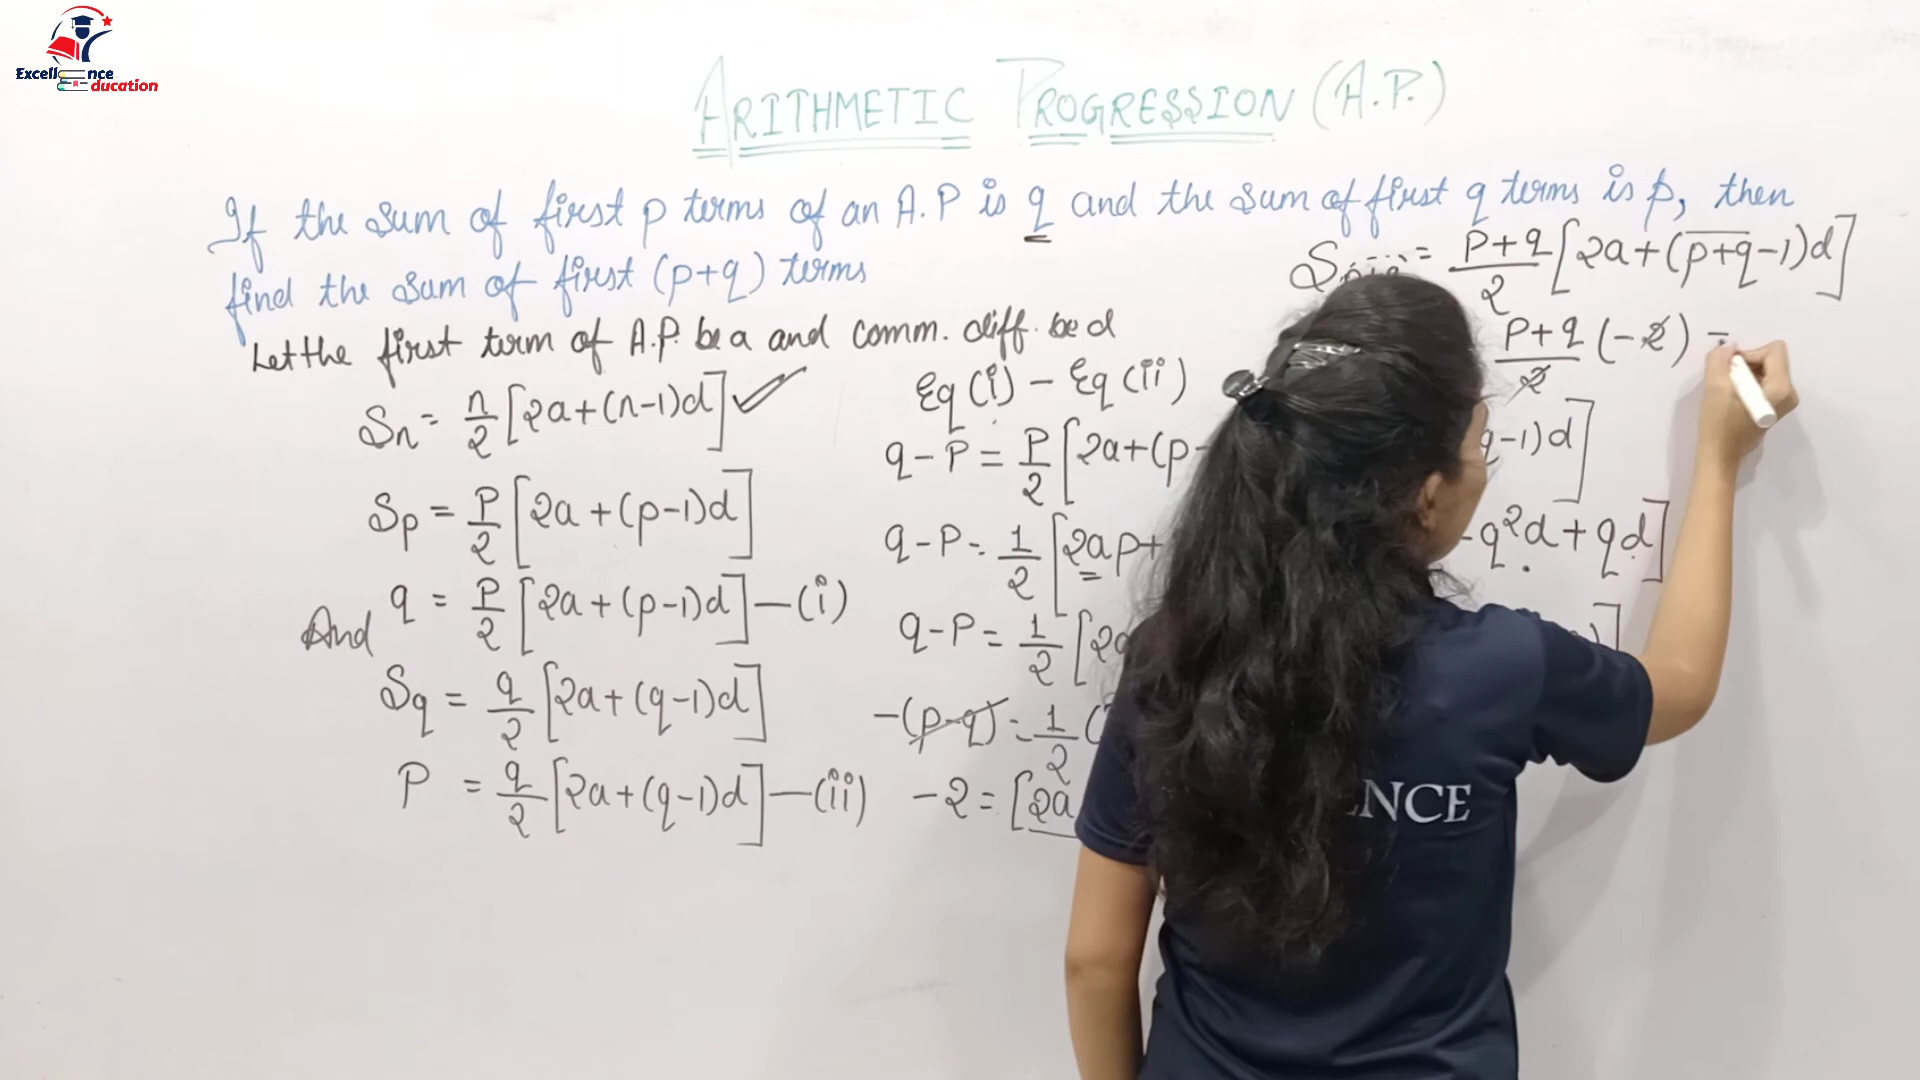 Excellence
Education
ARITHMETIC PROGRESSION (A.P.)
If the sum of first p terms of an A.P is q and the sum of first q terms is p, then
find the sum of first (p+q) terms
Let the first term of A.P. be a and comm. diff. be d
Sn = n/2 [2a+(n-1)d] ✓
Sp = P/2 [2a+(p-1)d]
And q = P/2 [2a+(p-1)d] —(i)
Sq = q/2 [2a+(q-1)d]
P = q/2 [2a+(q-1)d] —(ii)
Eq (i) - Eq (ii)
q-P = P/2 [2a+(p- q-1)d]
q-P = 1/2 [2ap+ -q²d+qd]
q-P = 1/2 [2a ]
-(p-q) = 1/2 (
-2 = [2a
S = P+q/2 [2a+(p+q-1)d]
P+q/2 (-2) =
NCE